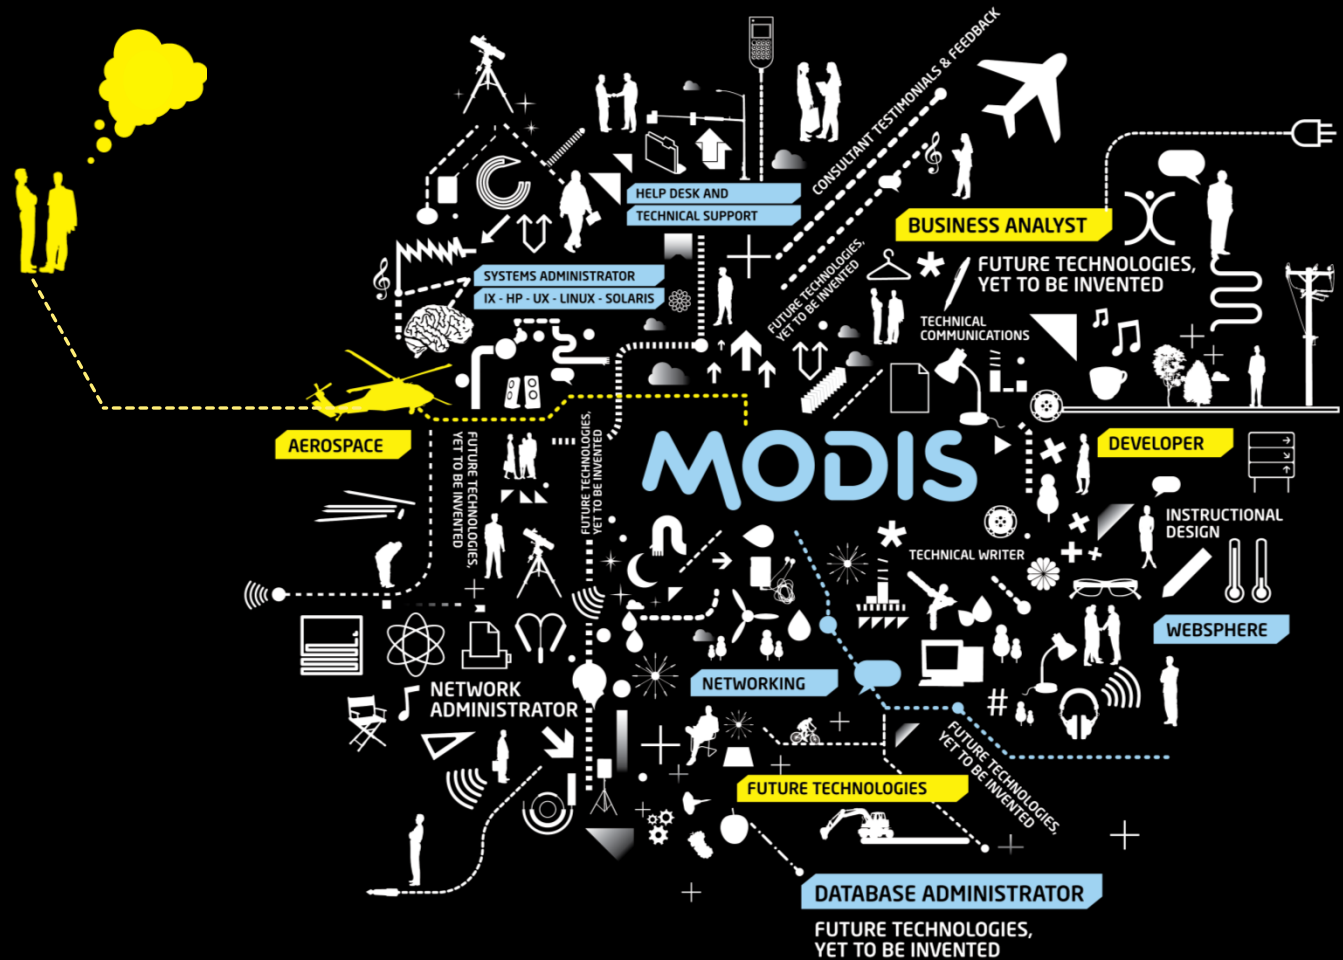 CONSULTANT TESTIMONIALS & FEEDBACK
HELP DESK AND
TECHNICAL SUPPORT
BUSINESS ANALYST
SYSTEMS ADMINISTRATOR
IX - HP - UX - LINUX - SOLARIS
FUTURE TECHNOLOGIES,
YET TO BE INVENTED
FUTURE TECHNOLOGIES,
YET TO BE INVENTED
TECHNICAL
COMMUNICATIONS
AEROSPACE
FUTURE TECHNOLOGIES,
YET TO BE INVENTED
FUTURE TECHNOLOGIES,
YET TO BE INVENTED
MODIS
DEVELOPER
INSTRUCTIONAL
DESIGN
TECHNICAL WRITER
WEBSPHERE
NETWORKING
NETWORK
ADMINISTRATOR
#
FUTURE TECHNOLOGIES,
YET TO BE INVENTED
FUTURE TECHNOLOGIES
DATABASE ADMINISTRATOR
FUTURE TECHNOLOGIES,
YET TO BE INVENTED